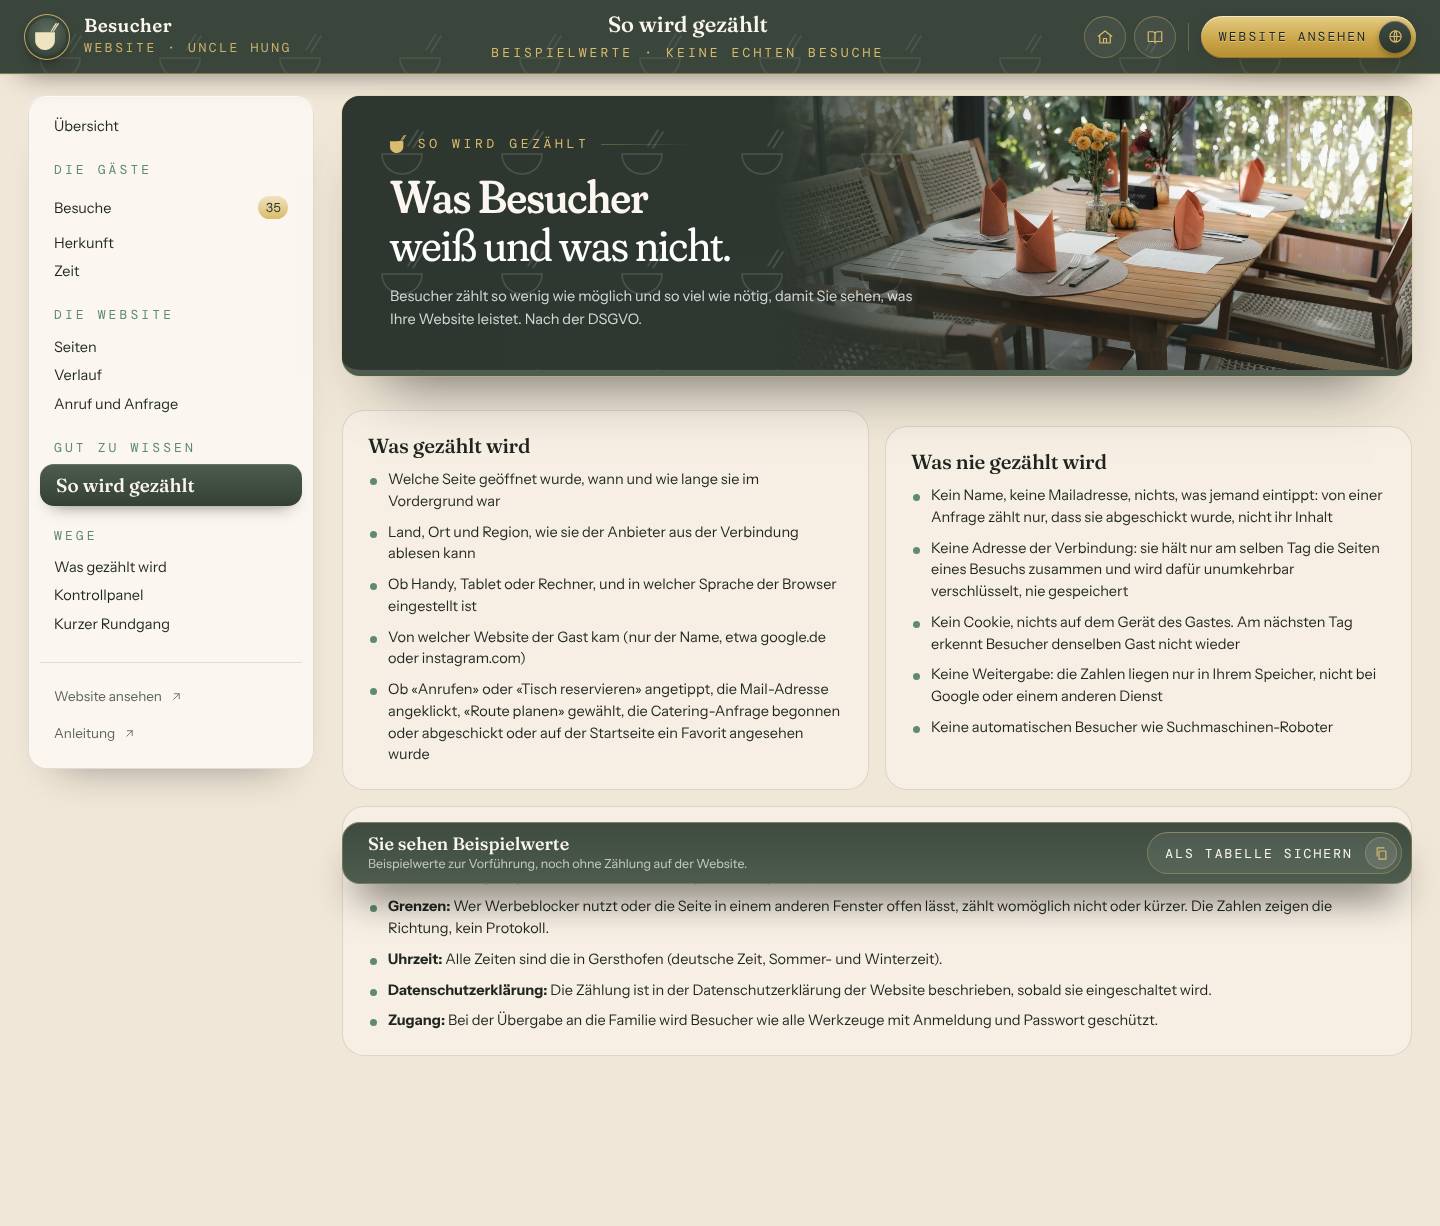 Besucher
WEBSITE · UNCLE HUNG
So wird gezählt
BEISPIELWERTE · KEINE ECHTEN BESUCHE
WEBSITE ANSEHEN
Übersicht
DIE GÄSTE
Besuche
35
Herkunft
Zeit
DIE WEBSITE
Seiten
Verlauf
Anruf und Anfrage
GUT ZU WISSEN
So wird gezählt
WEGE
Was gezählt wird
Kontrollpanel
Kurzer Rundgang
Website ansehen
Anleitung
SO WIRD GEZÄHLT
Was Besucher
weiß und was nicht.
Besucher zählt so wenig wie möglich und so viel wie nötig, damit Sie sehen, was
Ihre Website leistet. Nach der DSGVO.
Was gezählt wird
Welche Seite geöffnet wurde, wann und wie lange sie im
Vordergrund war
Land, Ort und Region, wie sie der Anbieter aus der Verbindung
ablesen kann
Ob Handy, Tablet oder Rechner, und in welcher Sprache der Browser
eingestellt ist
Von welcher Website der Gast kam (nur der Name, etwa google.de
oder instagram.com)
Ob «Anrufen» oder «Tisch reservieren» angetippt, die Mail-Adresse
angeklickt, «Route planen» gewählt, die Catering-Anfrage begonnen
oder abgeschickt oder auf der Startseite ein Favorit angesehen
wurde
Was nie gezählt wird
Kein Name, keine Mailadresse, nichts, was jemand eintippt: von einer
Anfrage zählt nur, dass sie abgeschickt wurde, nicht ihr Inhalt
Keine Adresse der Verbindung: sie hält nur am selben Tag die Seiten
eines Besuchs zusammen und wird dafür unumkehrbar
verschlüsselt, nie gespeichert
Kein Cookie, nichts auf dem Gerät des Gastes. Am nächsten Tag
erkennt Besucher denselben Gast nicht wieder
Keine Weitergabe: die Zahlen liegen nur in Ihrem Speicher, nicht bei
Google oder einem anderen Dienst
Keine automatischen Besucher wie Suchmaschinen-Roboter
Sie sehen Beispielwerte
Beispielwerte zur Vorführung, noch ohne Zählung auf der Website.
ALS TABELLE SICHERN
Grenzen: Wer Werbeblocker nutzt oder die Seite in einem anderen Fenster offen lässt, zählt womöglich nicht oder kürzer. Die Zahlen zeigen die
Richtung, kein Protokoll.
Uhrzeit: Alle Zeiten sind die in Gersthofen (deutsche Zeit, Sommer- und Winterzeit).
Datenschutzerklärung: Die Zählung ist in der Datenschutzerklärung der Website beschrieben, sobald sie eingeschaltet wird.
Zugang: Bei der Übergabe an die Familie wird Besucher wie alle Werkzeuge mit Anmeldung und Passwort geschützt.